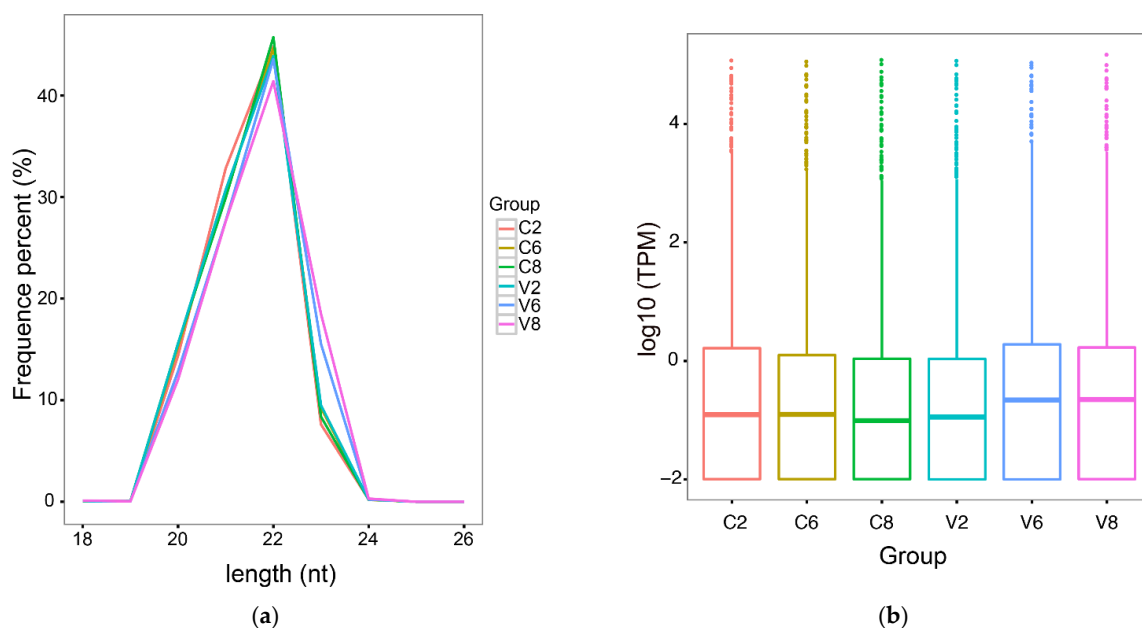 Frequence percent (%)
40
30
20
10
0
18 20 22 24 26
length (nt)
Group
C2
C6
C8
V2
V6
V8
(a)
log10 (TPM)
4
2
0
−2
C2 C6 C8 V2 V6 V8
Group
(b)